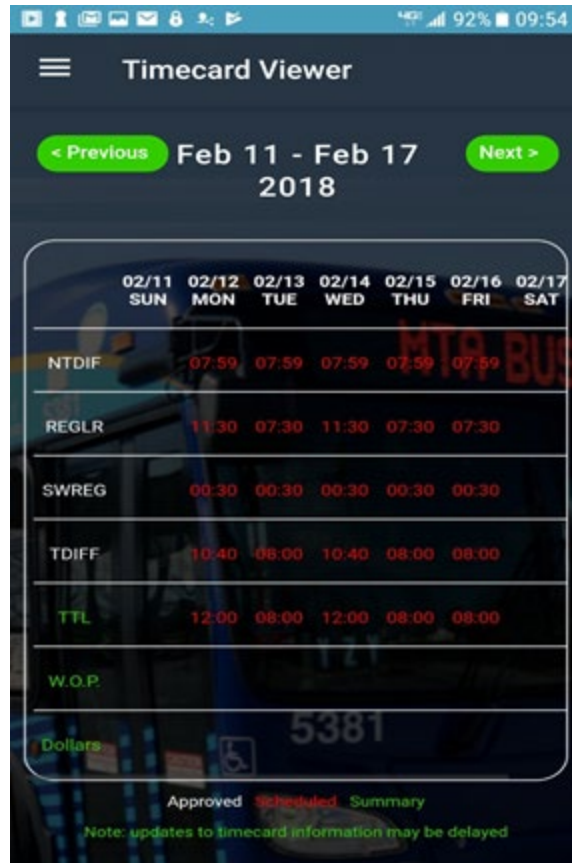 92% 09:54
Timecard Viewer
< Previous Feb 11 - Feb 17 Next >
2018
02/11 02/12 02/13 02/14 02/15 02/16 02/17
SUN MON TUE WED THU FRI SAT
MTA BUS
NTDIF 07:59 07:59 07:59 07:59 07:59
REGLR 11:30 07:30 11:30 07:30 07:30
SWREG 00:30 00:30 00:30 00:30 00:30
TDIFF 10:40 08:00 10:40 08:00 08:00
TTL 12:00 08:00 12:00 08:00 08:00
W.O.P.
5381
Dollars
Approved Scheduled Summary
Note: updates to timecard information may be delayed